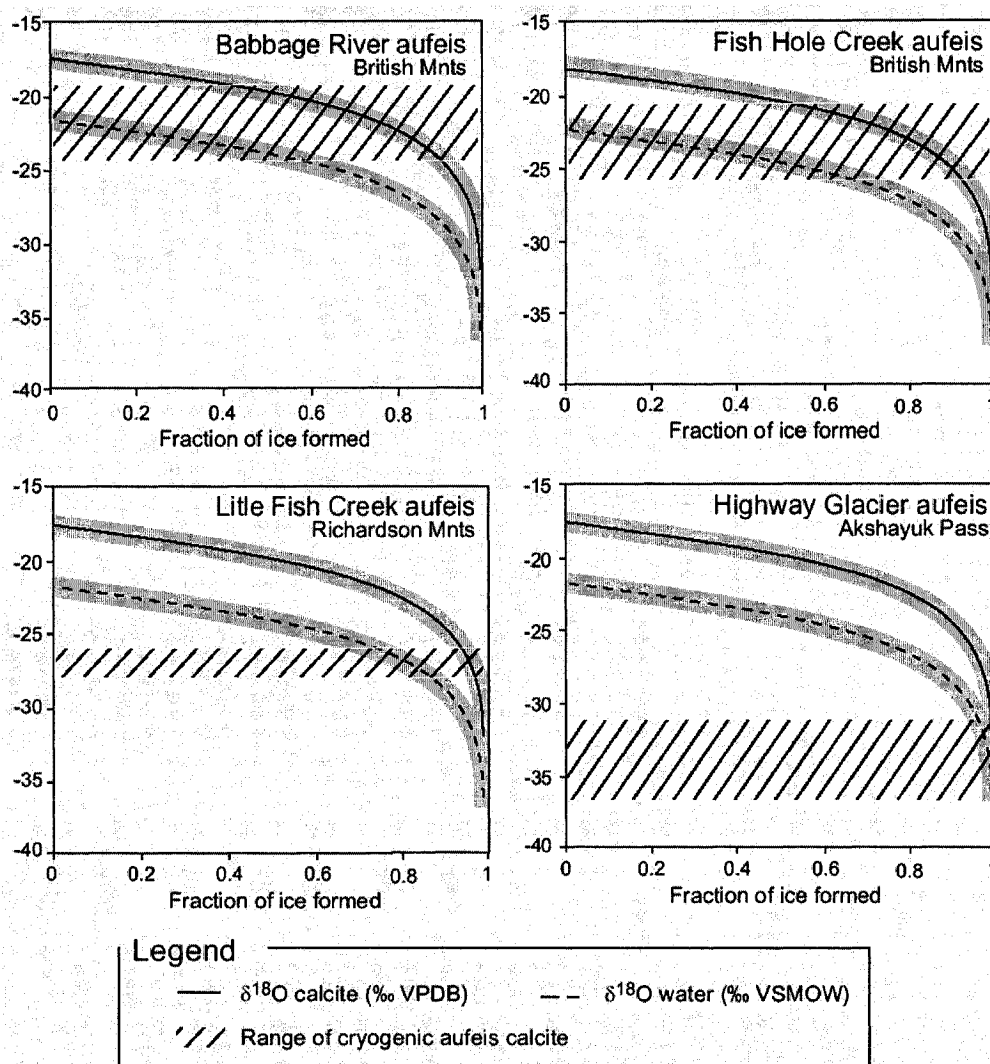 Babbage River aufeis
British Mnts
-15
-20
-25
-30
-35
-40
0 0.2 0.4 0.6 0.8 1
Fraction of ice formed
Fish Hole Creek aufeis
British Mnts
-15
-20
-25
-30
-35
-40
0 0.2 0.4 0.6 0.8 1
Fraction of ice formed
Litle Fish Creek aufeis
Richardson Mnts
-15
-20
-25
-30
-35
-40
0 0.2 0.4 0.6 0.8 1
Fraction of ice formed
Highway Glacier aufeis
Akshayuk Pass
-15
-20
-25
-30
-35
-40
0 0.2 0.4 0.6 0.8 1
Fraction of ice formed
Legend
δ¹⁸O calcite (‰ VPDB)
δ¹⁸O water (‰ VSMOW)
Range of cryogenic aufeis calcite